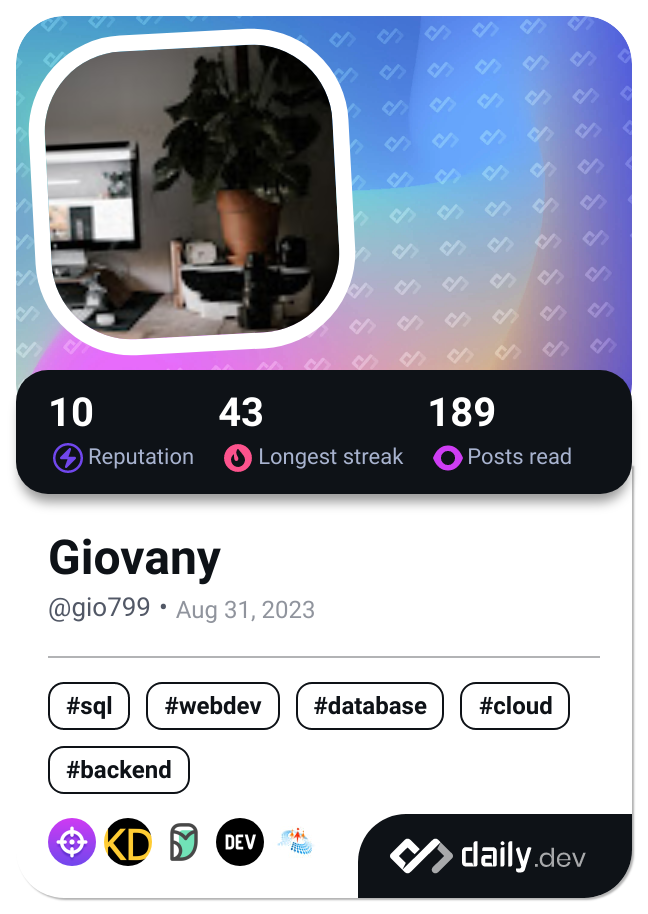 10 43 189
Reputation Longest streak Posts read
Giovany
@gio799 • Aug 31, 2023
#sql #webdev #database #cloud
#backend
KD DEV daily.dev